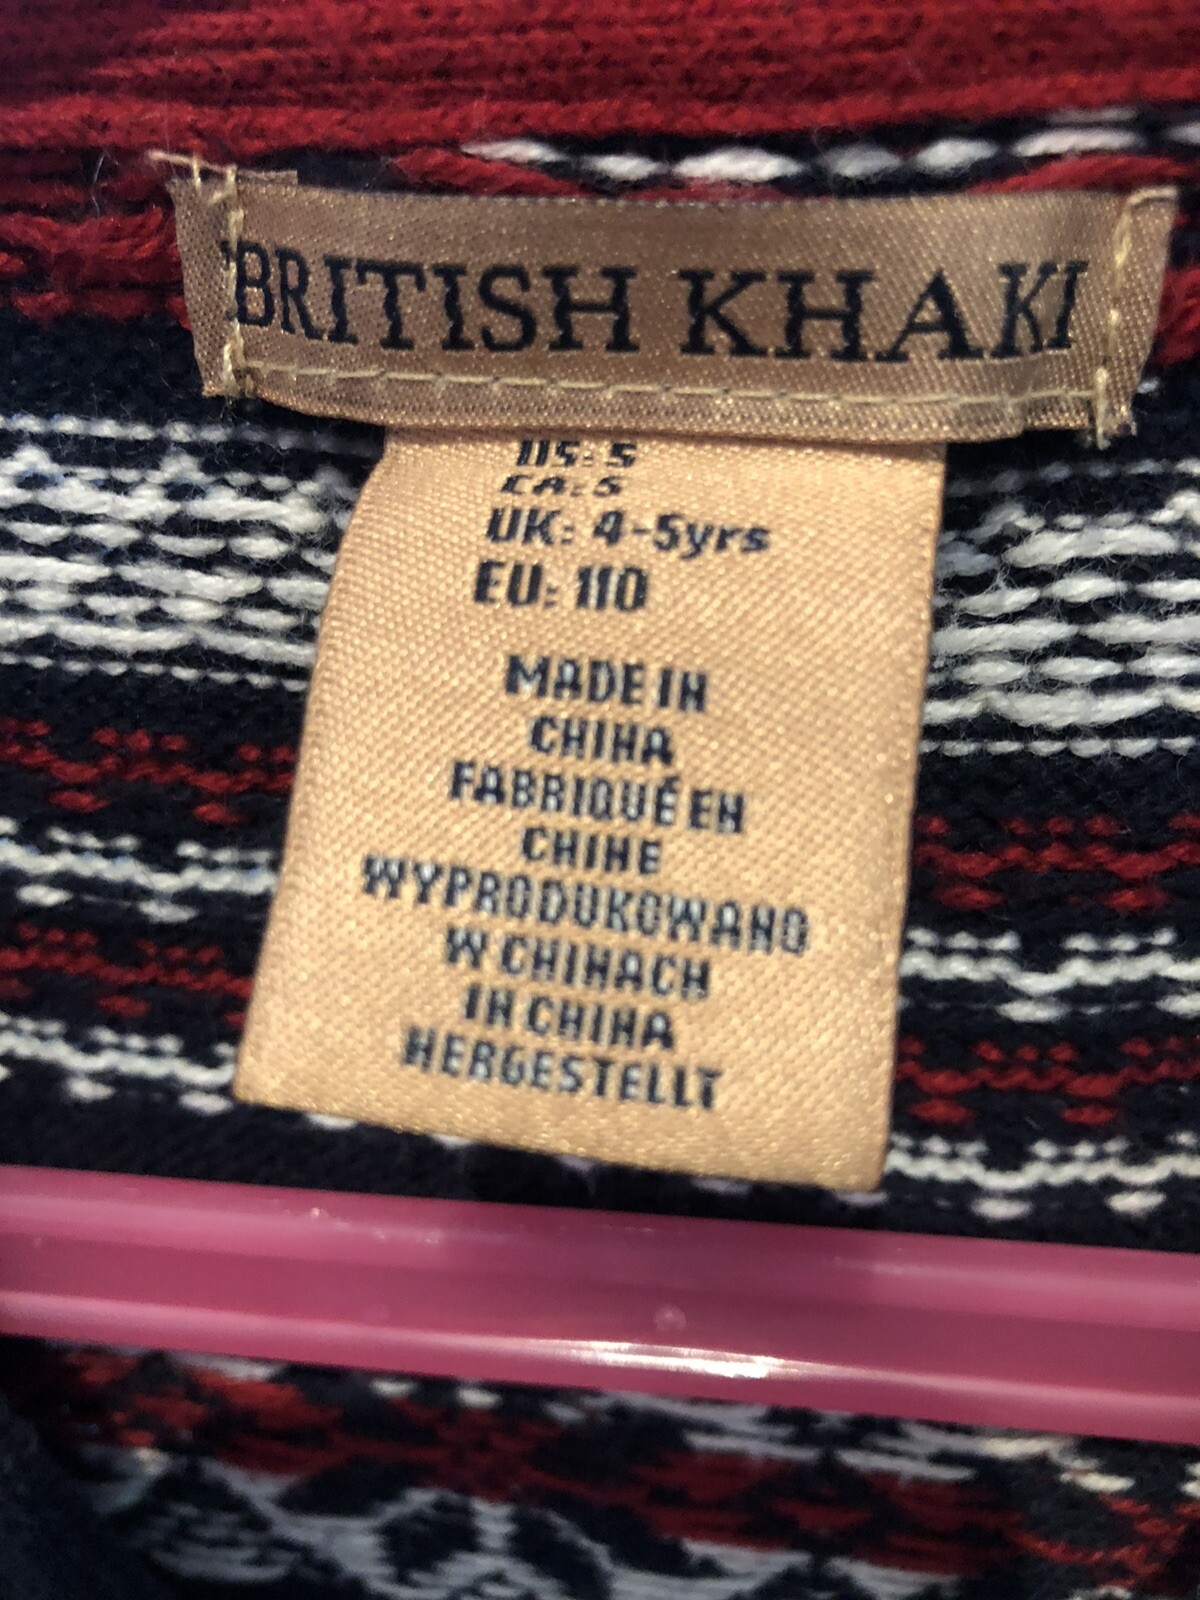 BRITISH KHAKI
US: 5
CA: 5
UK: 4-5yrs
EU: 110
MADE IN
CHINA
FABRIQUÉ EN
CHINE
WYPRODUKOWANO
W CHINACH
IN CHINA
HERGESTELLT